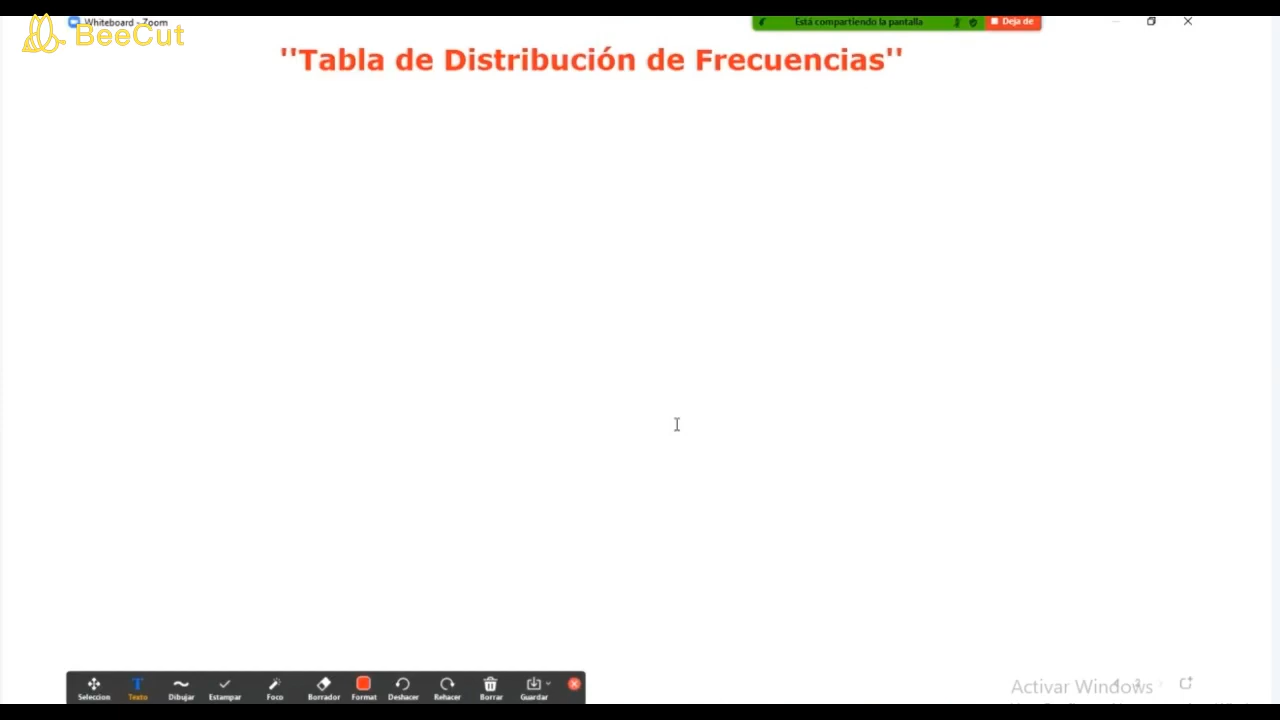 Whiteboard - Zoom
Está compartiendo la pantalla
Deja de
BeeCut
''Tabla de Distribución de Frecuencias''
Seleccion
Texto
Dibujar
Estampar
Foco
Borrador
Format
Deshacer
Rehacer
Borrar
Guardar
Activar Windows